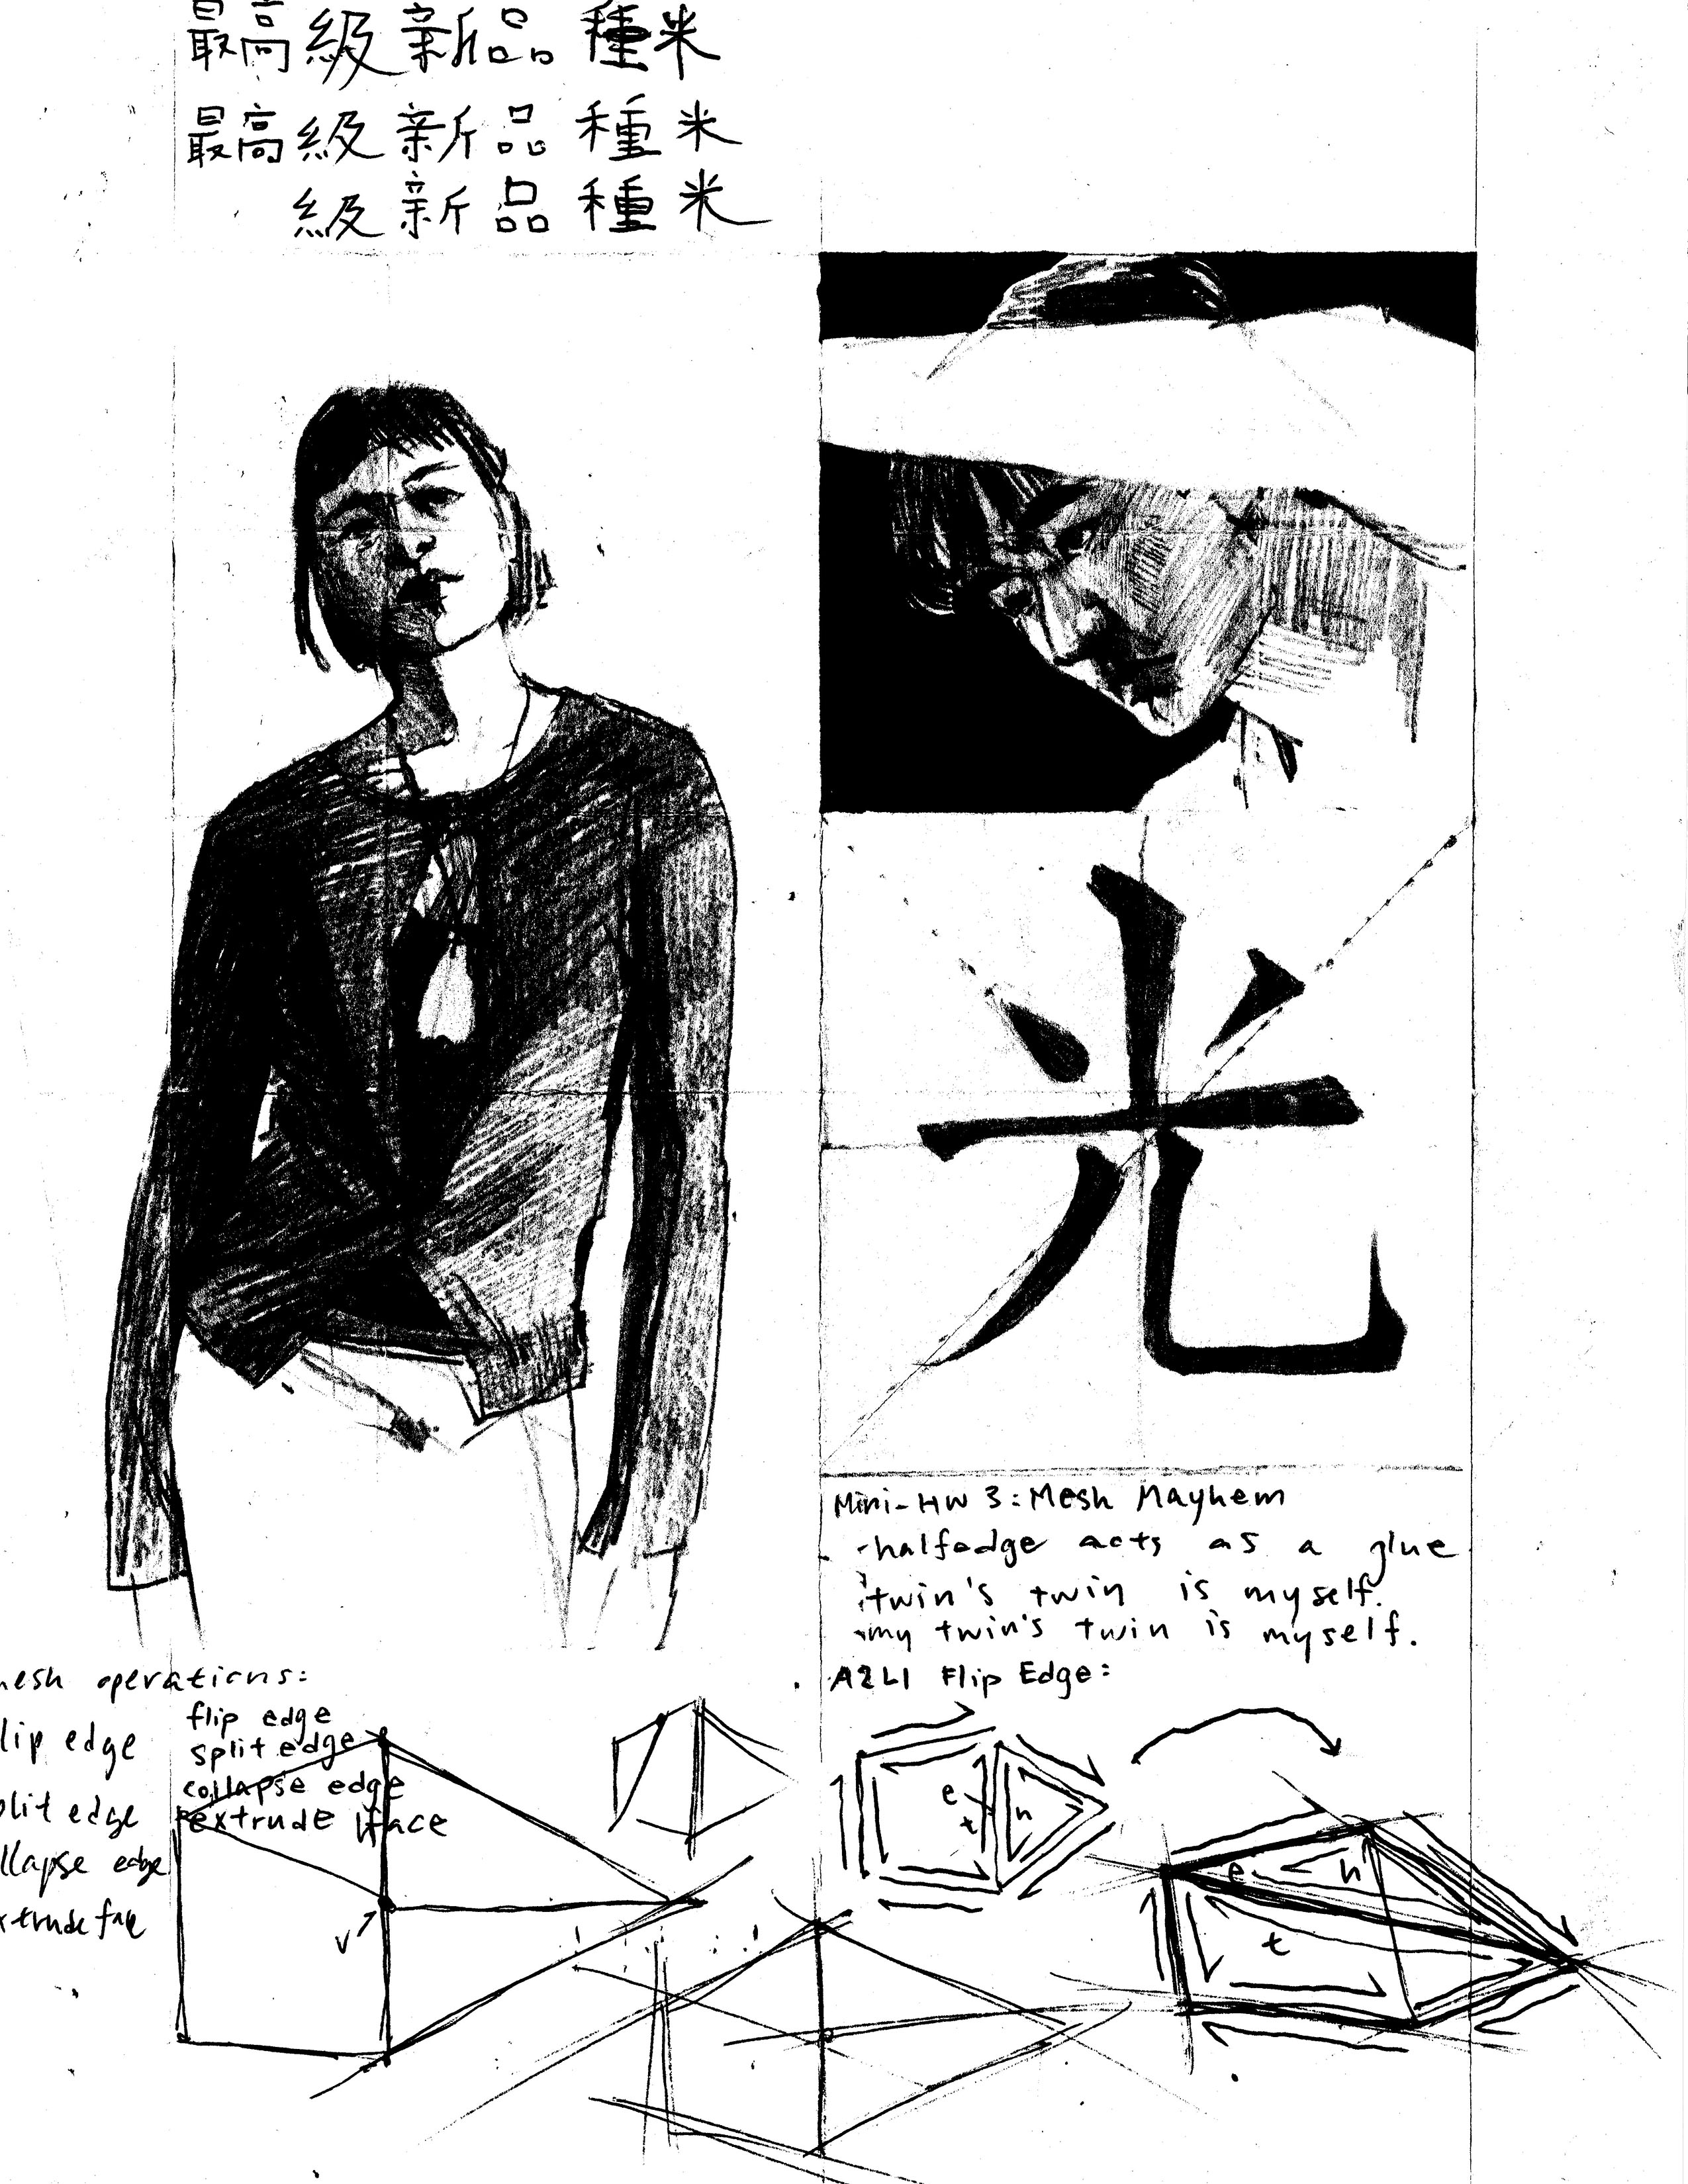 最高級新品種米
最高級新品種米
級新品種米
光
Mini-HW 3: Mesh Mayhem
-halfedge acts as a glue
twin's twin is myself.
my twin's twin is myself.
mesh operations:
flip edge
split edge
collapse edge
extrude face
lip edge
plit edge
llapse edge
xtrude face
v
A2L1 Flip Edge:
e
t
h
e
h
t